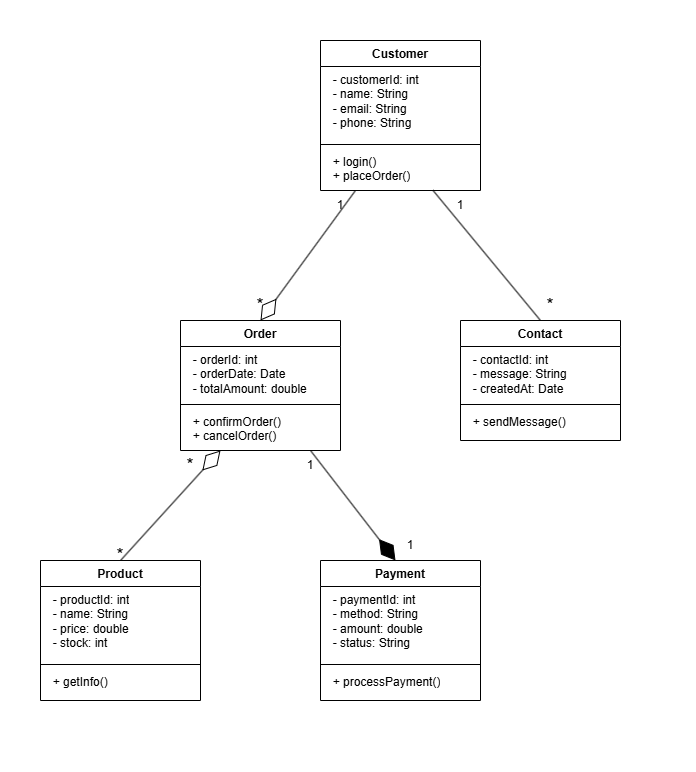 Customer
- customerId: int
- name: String
- email: String
- phone: String
+ login()
+ placeOrder()
1
1
*
*
Order
- orderId: int
- orderDate: Date
- totalAmount: double
+ confirmOrder()
+ cancelOrder()
Contact
- contactId: int
- message: String
- createdAt: Date
+ sendMessage()
*
1
*
1
Product
- productId: int
- name: String
- price: double
- stock: int
+ getInfo()
Payment
- paymentId: int
- method: String
- amount: double
- status: String
+ processPayment()